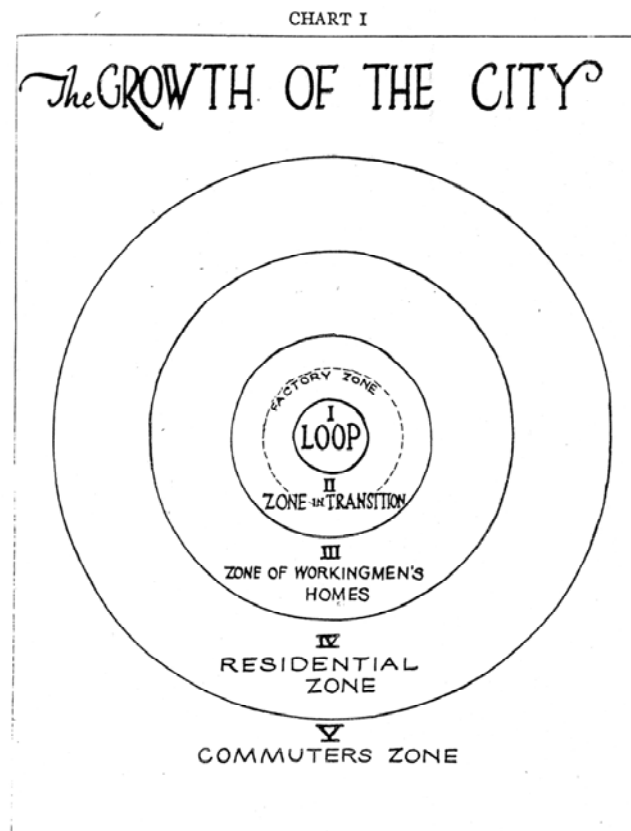 CHART I
The GROWTH OF THE CITY
FACTORY ZONE
I
LOOP
II
ZONE IN TRANSITION
III
ZONE OF WORKINGMEN'S
HOMES
IV
RESIDENTIAL
ZONE
V
COMMUTERS ZONE